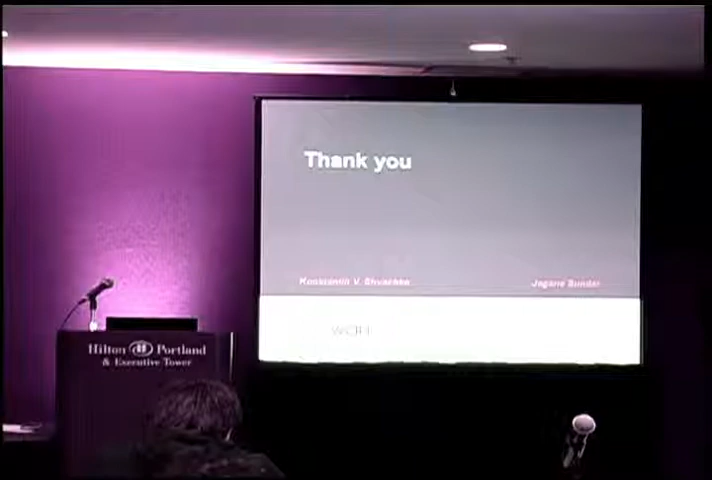 Thank you
Konstantin V. Shvachko
Jagane Sundar
Hilton Portland
& Executive Tower